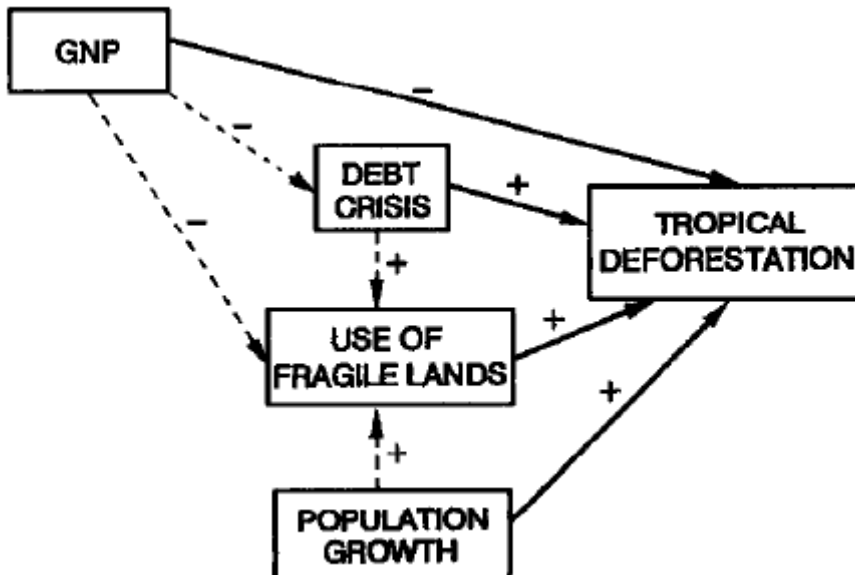 GNP
−
−
DEBT
CRISIS
+
TROPICAL
DEFORESTATION
−
+
USE OF
FRAGILE LANDS
+
+
+
POPULATION
GROWTH